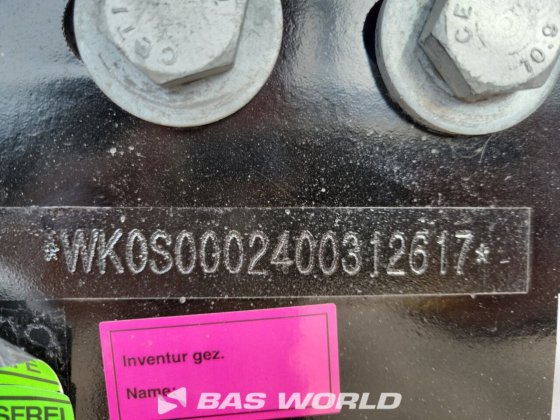 *WK0S0002400312617*
Inventur gez.
Name:
BAS WORLD